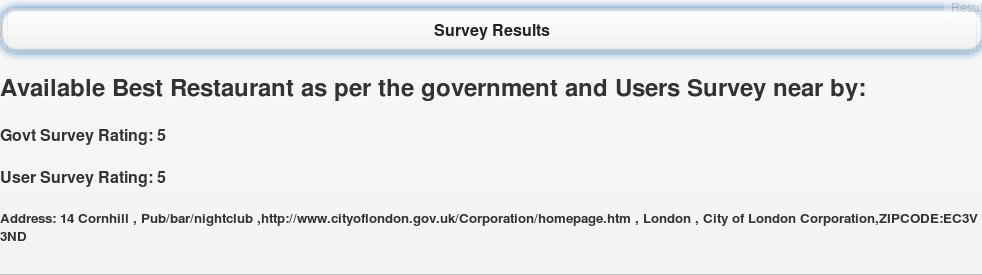 Resul
Survey Results
Available Best Restaurant as per the government and Users Survey near by:
Govt Survey Rating: 5
User Survey Rating: 5
Address: 14 Cornhill , Pub/bar/nightclub ,http://www.cityoflondon.gov.uk/Corporation/homepage.htm , London , City of London Corporation,ZIPCODE:EC3V
3ND